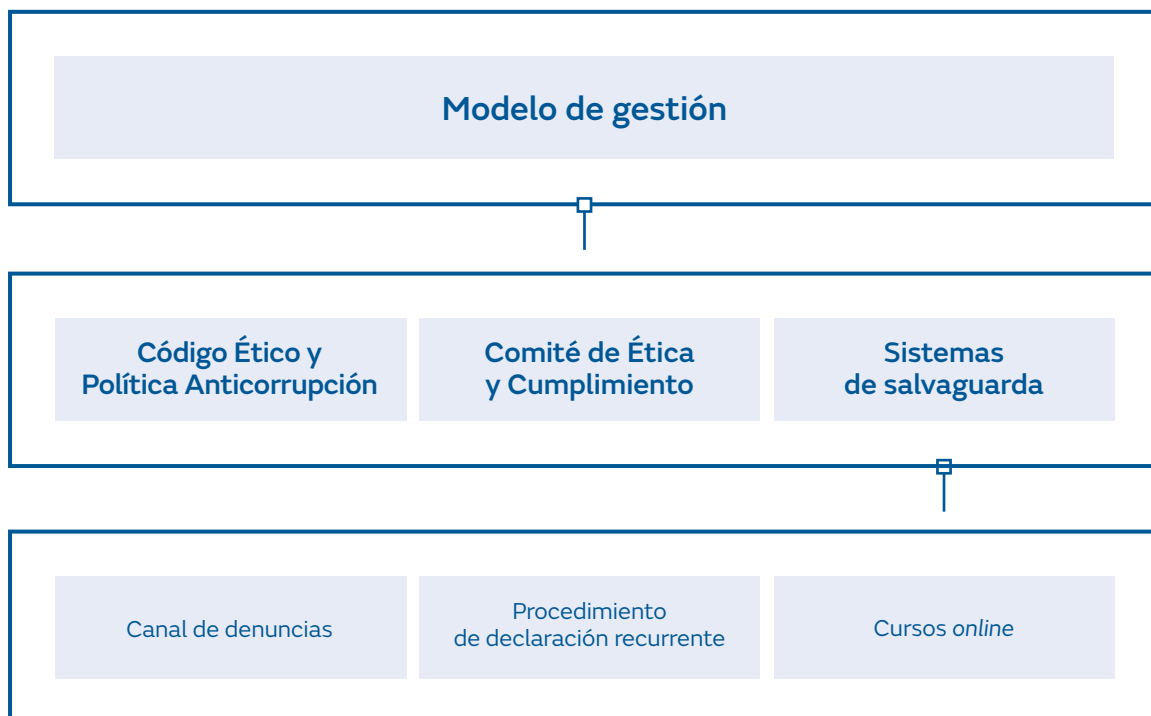 Modelo de gestión
Código Ético y
Política Anticorrupción
Comité de Ética
y Cumplimiento
Sistemas
de salvaguarda
Canal de denuncias
Procedimiento
de declaración recurrente
Cursos online